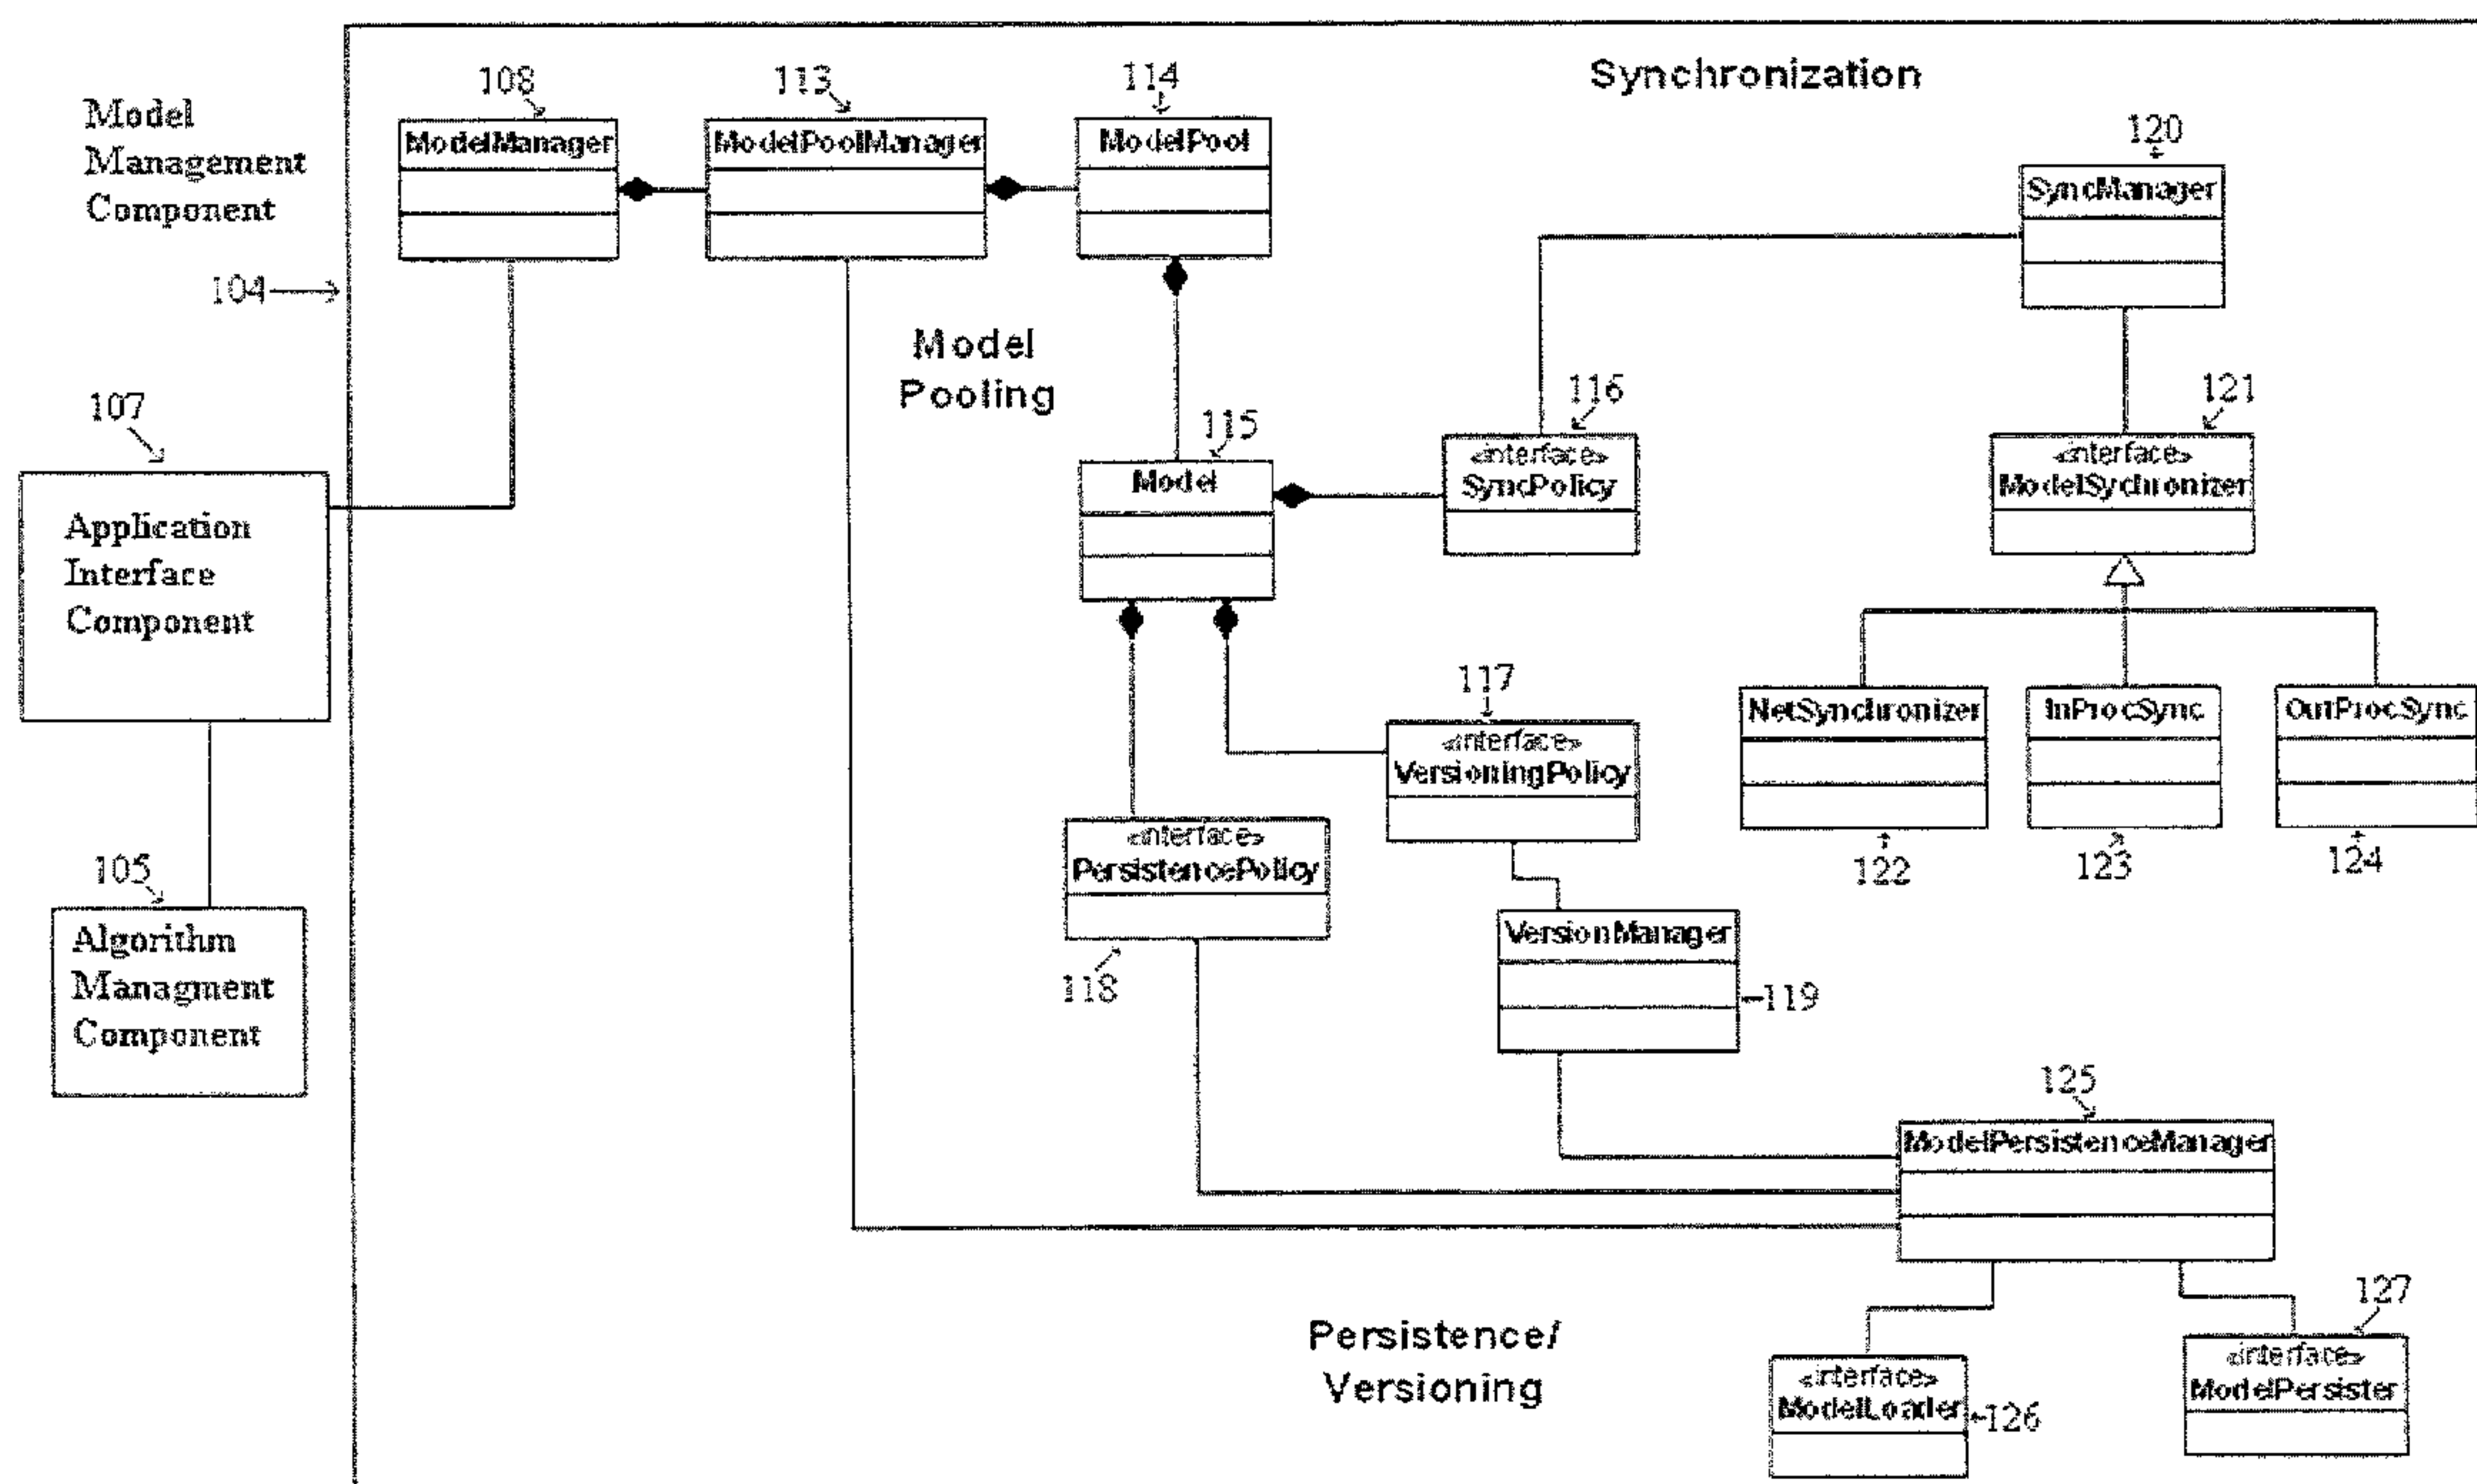 Model
Management
Component
104
108
ModelManager
113
ModelPoolManager
114
ModelPool
Synchronization
120
SyncManager
Model
Pooling
107
Application
Interface
Component
105
Algorithm
Managment
Component
115
Model
116
«interface»
SyncPolicy
121
«interface»
ModelSychronizer
117
«interface»
VersioningPolicy
NetSynchronizer
122
InProcSync
123
OutProcSync
124
«interface»
PersistencePolicy
118
VersionManager
119
125
ModelPersistenceManager
Persistence/
Versioning
«interface»
ModelLoader
126
127
«interface»
ModelPersister